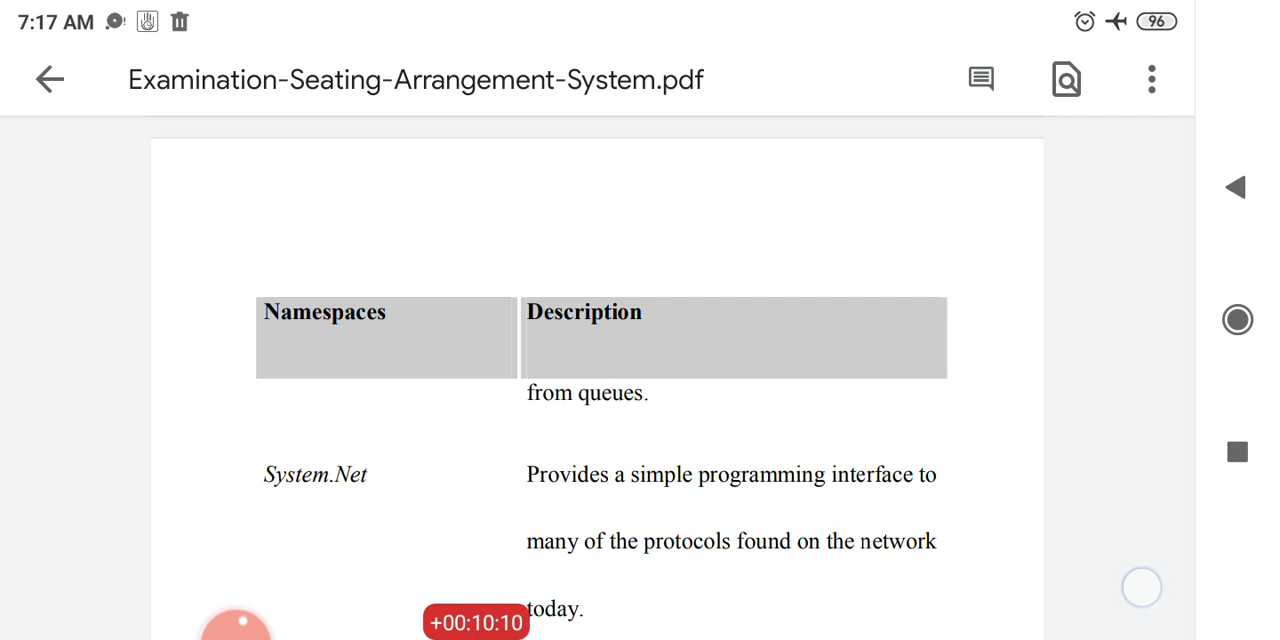 7:17 AM
96
Examination-Seating-Arrangement-System.pdf
Namespaces Description
from queues.
System.Net Provides a simple programming interface to
many of the protocols found on the network
today.
+00:10:10